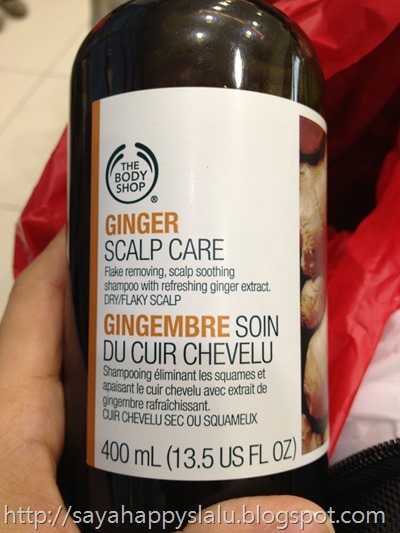 THE
BODY
SHOP
®
GINGER
SCALP CARE
Flake removing, scalp soothing
shampoo with refreshing ginger extract.
DRY/FLAKY SCALP
GINGEMBRE SOIN
DU CUIR CHEVELU
Shampooing éliminant les squames et
apaisant le cuir chevelu avec extrait de
gingembre rafraîchissant.
CUIR CHEVELU SEC OU SQUAMEUX
400 mL (13.5 US FL OZ)
http://sayahappyslalu.blogspot.com